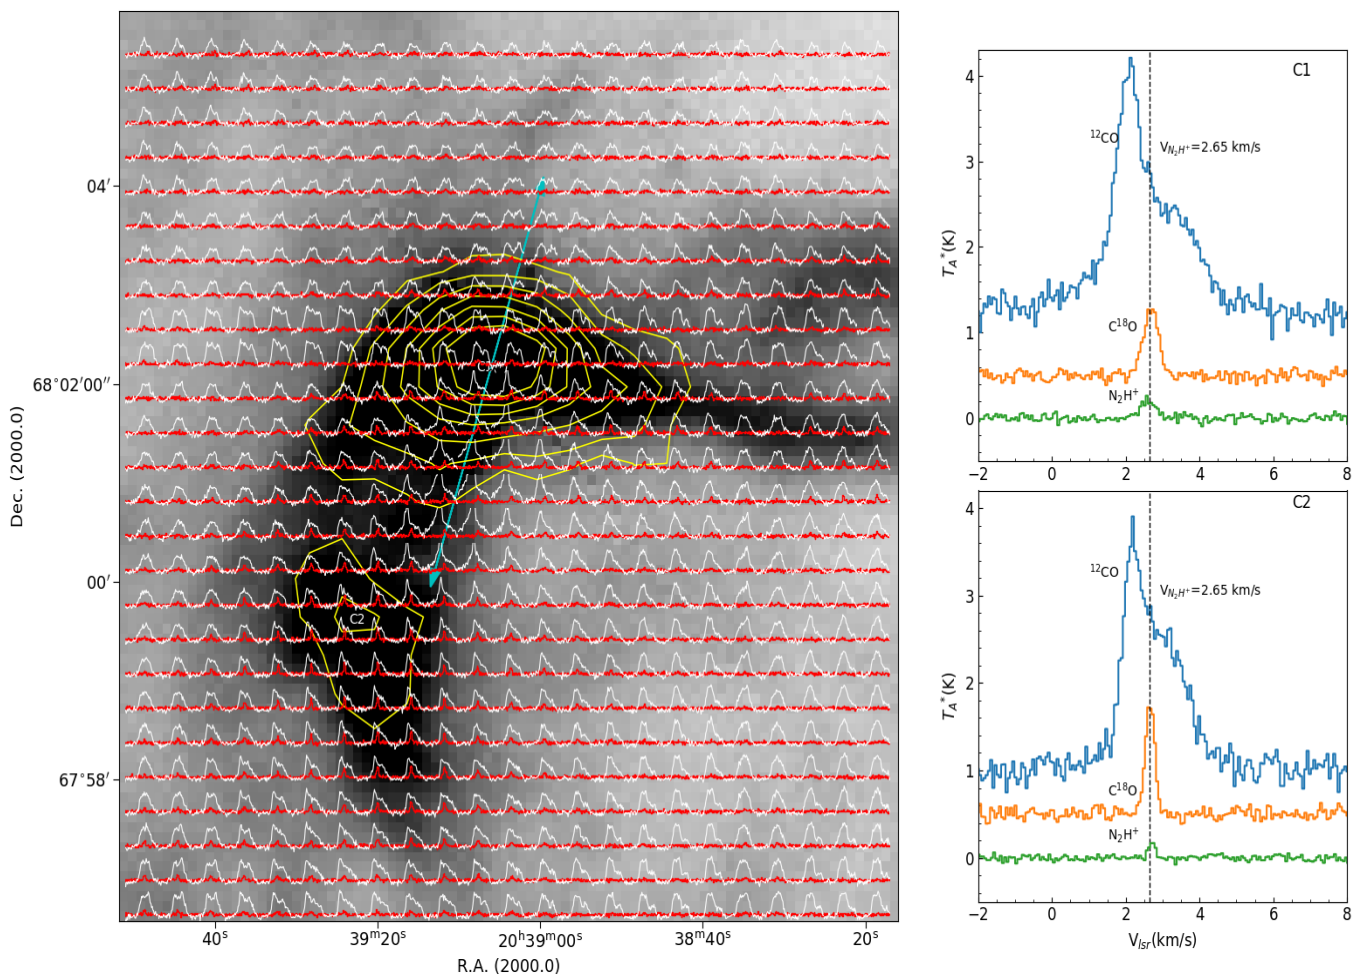 Dec. (2000.0)
04′
68°02′00″
00′
67°58′
C1
C2
40ˢ
39ᵐ20ˢ
20ʰ39ᵐ00ˢ
38ᵐ40ˢ
20ˢ
R.A. (2000.0)
C1
¹²CO
V_N₂H⁺=2.65 km/s
C¹⁸O
N₂H⁺
T_A*(K)
4
3
2
1
0
−2 0 2 4 6 8
C2
¹²CO
V_N₂H⁺=2.65 km/s
C¹⁸O
N₂H⁺
T_A*(K)
4
3
2
1
0
−2 0 2 4 6 8
V_lsr(km/s)